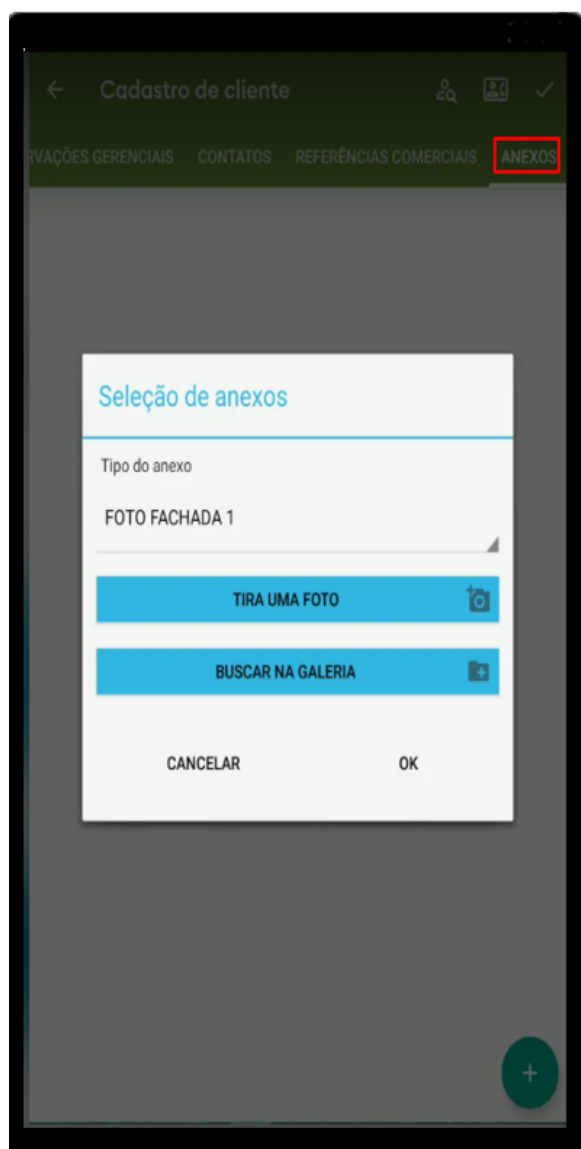 Cadastro de cliente
RVAÇÕES GERENCIAIS CONTATOS REFERÊNCIAS COMERCIAIS ANEXOS
Seleção de anexos
Tipo do anexo
FOTO FACHADA 1
TIRA UMA FOTO
BUSCAR NA GALERIA
CANCELAR OK